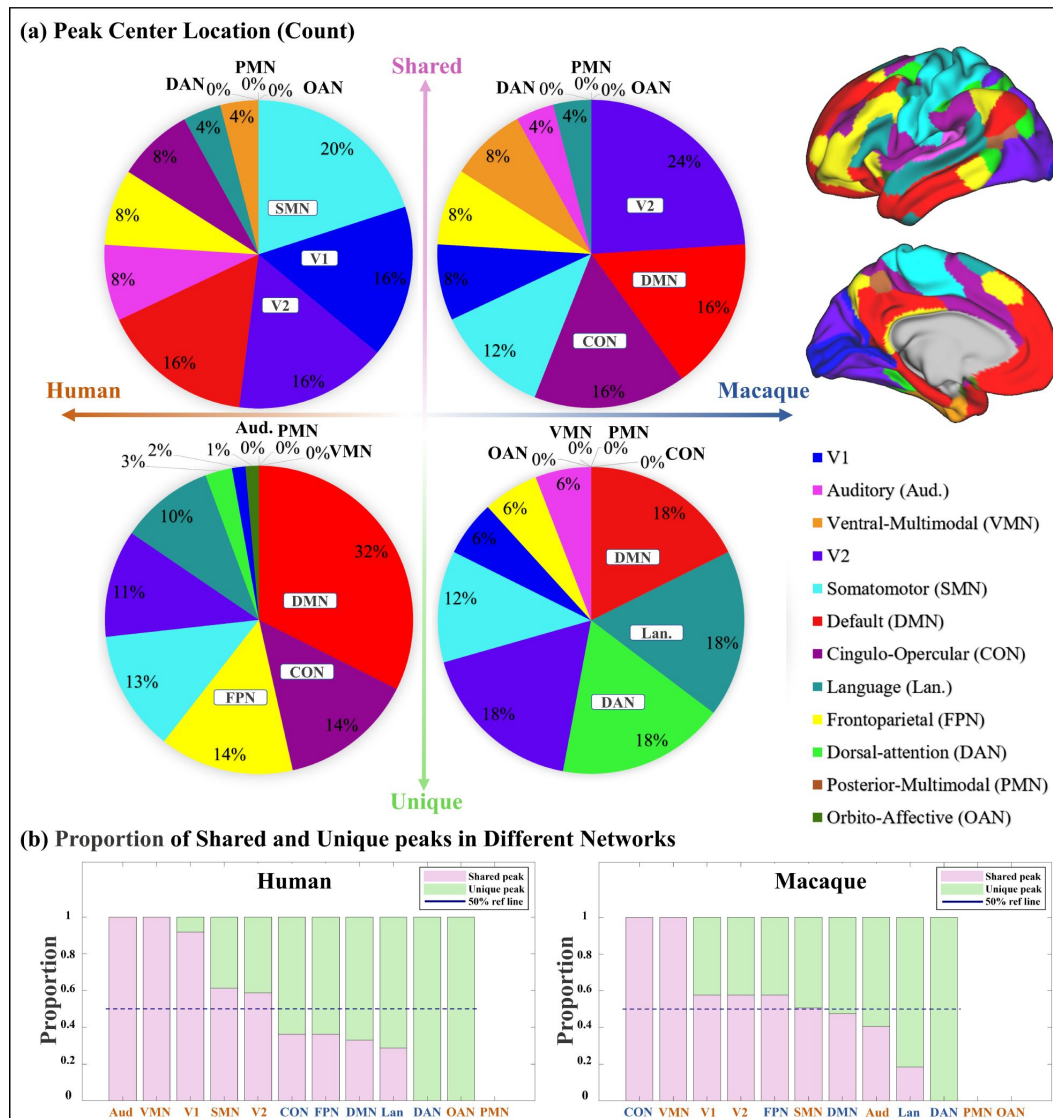 (a) Peak Center Location (Count)
Shared
Human
Macaque
Unique
PMN
DAN
0%
0%
0%
OAN
4%
4%
20%
8%
SMN
8%
V1
8%
16%
V2
16%
16%
PMN
DAN
0%
0%
0%
OAN
4%
4%
24%
8%
V2
8%
8%
DMN
16%
12%
CON
16%
Aud.
PMN
2%
1%
0%
0%
0%
VMN
3%
10%
32%
11%
DMN
CON
13%
FPN
14%
14%
VMN
PMN
OAN
0%
0%
0%
0%
CON
6%
6%
18%
6%
DMN
12%
Lan.
18%
DAN
18%
18%
V1
Auditory (Aud.)
Ventral-Multimodal (VMN)
V2
Somatomotor (SMN)
Default (DMN)
Cingulo-Opercular (CON)
Language (Lan.)
Frontoparietal (FPN)
Dorsal-attention (DAN)
Posterior-Multimodal (PMN)
Orbito-Affective (OAN)
(b) Proportion of Shared and Unique peaks in Different Networks
Human
Shared peak
Unique peak
50% ref line
Proportion
1
0.8
0.6
0.4
0.2
0
Aud VMN V1 SMN V2 CON FPN DMN Lan DAN OAN PMN
Macaque
Shared peak
Unique peak
50% ref line
Proportion
1
0.8
0.6
0.4
0.2
0
CON VMN V1 V2 FPN SMN DMN Aud Lan DAN PMN OAN